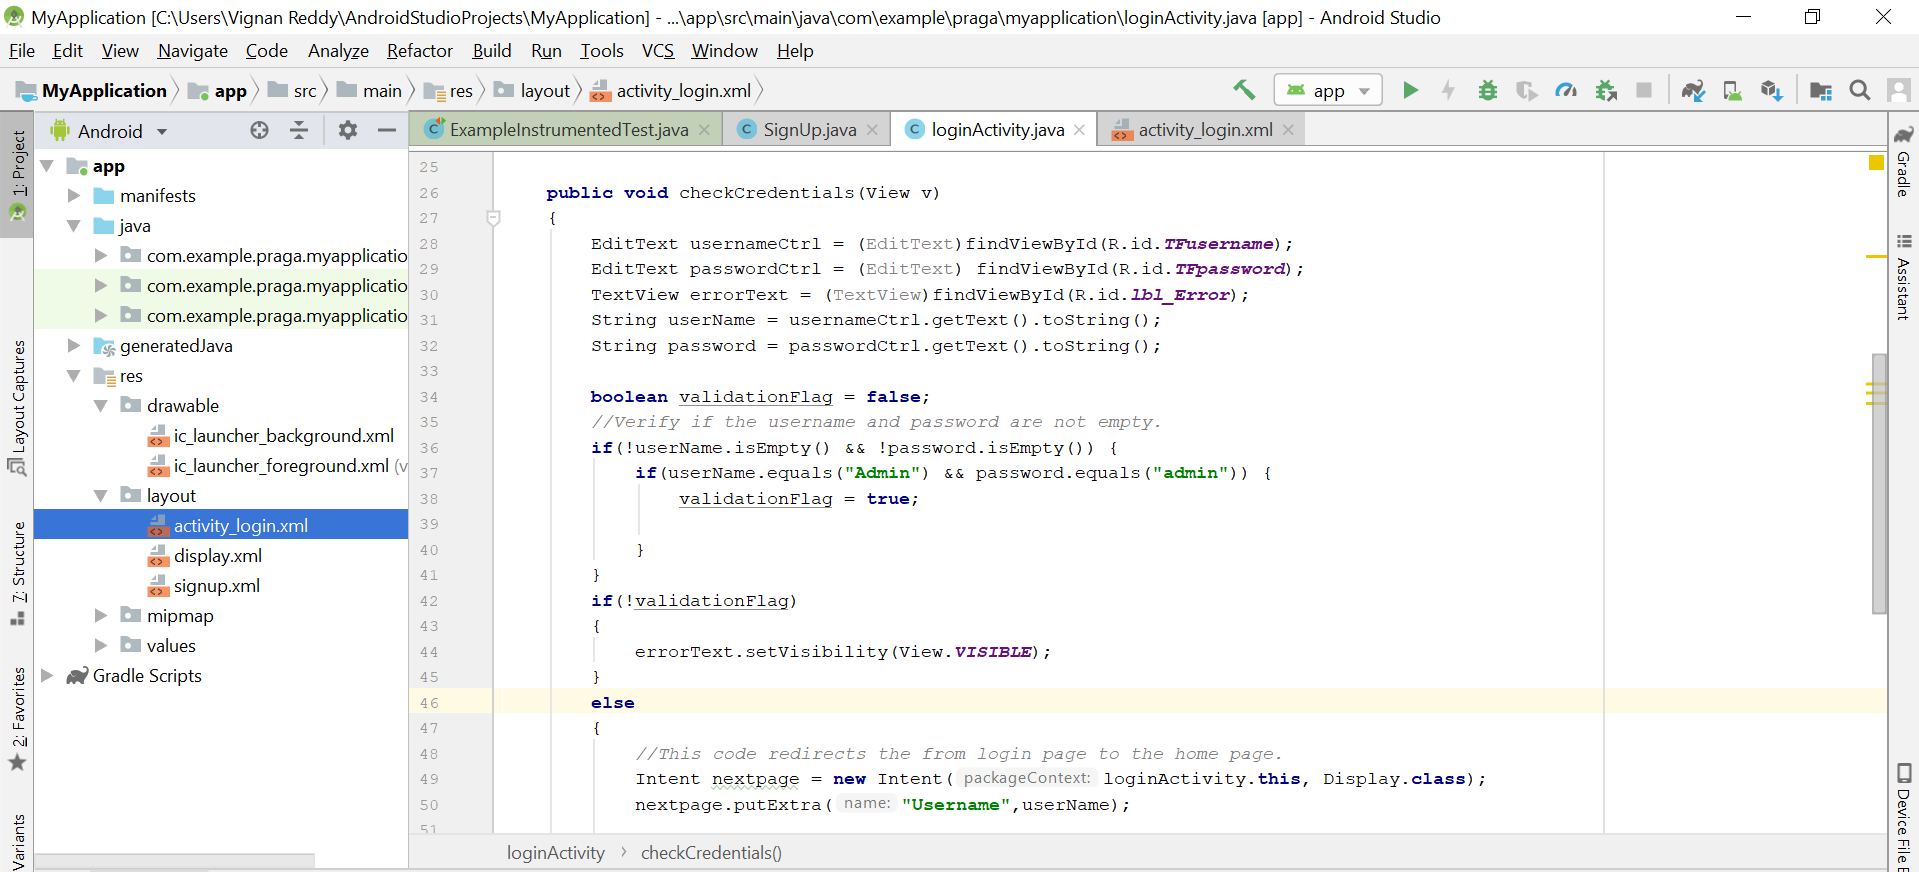 MyApplication [C:\Users\Vignan Reddy\AndroidStudioProjects\MyApplication] - ...\app\src\main\java\com\example\praga\myapplication\loginActivity.java [app] - Android Studio
File Edit View Navigate Code Analyze Refactor Build Run Tools VCS Window Help
MyApplication app src main res layout activity_login.xml app
Android
ExampleInstrumentedTest.java SignUp.java loginActivity.java activity_login.xml
1: Project
Layout Captures
7: Structure
2: Favorites
Variants
app
manifests
java
com.example.praga.myapplicatio
com.example.praga.myapplicatio
com.example.praga.myapplicatio
generatedJava
res
drawable
ic_launcher_background.xml
ic_launcher_foreground.xml (v
layout
activity_login.xml
display.xml
signup.xml
mipmap
values
Gradle Scripts
25
26 public void checkCredentials(View v)
27 {
28 EditText usernameCtrl = (EditText)findViewById(R.id.TFusername);
29 EditText passwordCtrl = (EditText) findViewById(R.id.TFpassword);
30 TextView errorText = (TextView)findViewById(R.id.lbl_Error);
31 String userName = usernameCtrl.getText().toString();
32 String password = passwordCtrl.getText().toString();
33
34 boolean validationFlag = false;
35 //Verify if the username and password are not empty.
36 if(!userName.isEmpty() && !password.isEmpty()) {
37 if(userName.equals("Admin") && password.equals("admin")) {
38 validationFlag = true;
39
40 }
41 }
42 if(!validationFlag)
43 {
44 errorText.setVisibility(View.VISIBLE);
45 }
46 else
47 {
48 //This code redirects the from login page to the home page.
49 Intent nextpage = new Intent( packageContext: loginActivity.this, Display.class);
50 nextpage.putExtra( name: "Username",userName);
51
loginActivity › checkCredentials()
Gradle
Assistant
Device File E